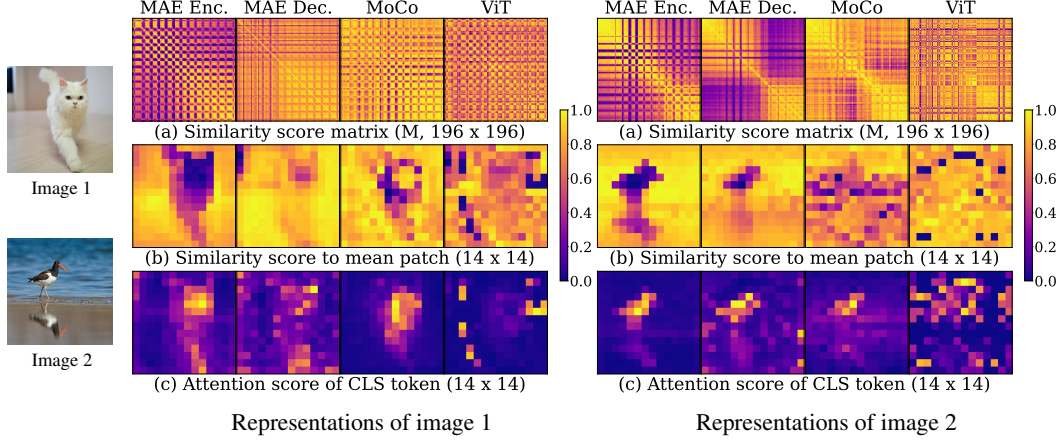 MAE Enc. MAE Dec. MoCo ViT
MAE Enc. MAE Dec. MoCo ViT
(a) Similarity score matrix (M, 196 x 196)
(a) Similarity score matrix (M, 196 x 196)
1.0
0.8
0.6
0.4
0.2
0.0
1.0
0.8
0.6
0.4
0.2
0.0
Image 1
(b) Similarity score to mean patch (14 x 14)
(b) Similarity score to mean patch (14 x 14)
Image 2
(c) Attention score of CLS token (14 x 14)
(c) Attention score of CLS token (14 x 14)
Representations of image 1
Representations of image 2